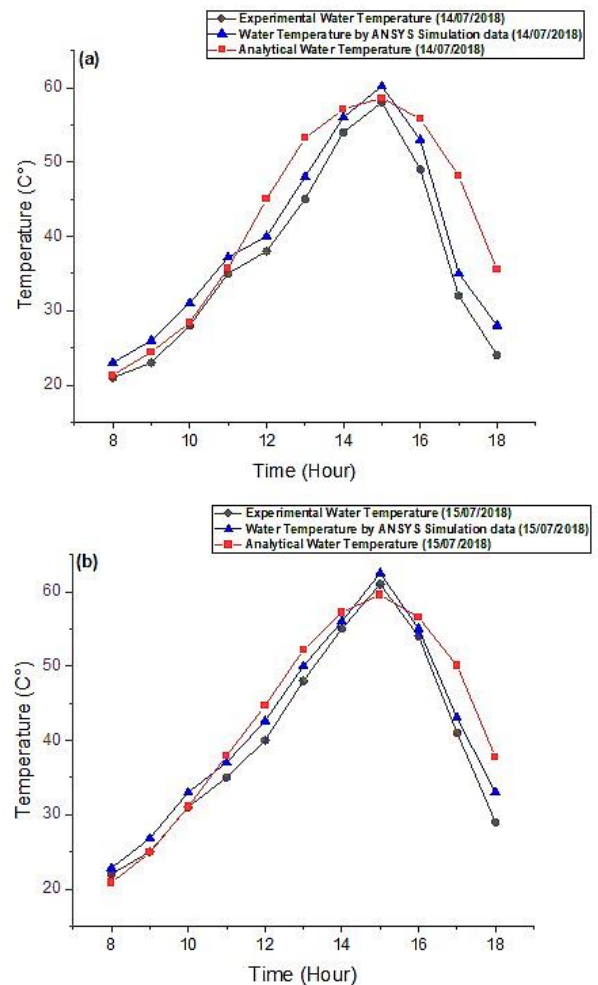 Experimental Water Temperature (14/07/2018)
Water Temperature by ANSYS Simulation data (14/07/2018)
Analytical Water Temperature (14/07/2018)
(a)
60
50
40
30
20
Temperature (C°)
8 10 12 14 16 18
Time (Hour)
Experimental Water Temperature (15/07/2018)
Water Temperature by ANSYS Simulation data (15/07/2018)
Analytical Water Temperature (15/07/2018)
(b)
60
50
40
30
20
Temperature (C°)
8 10 12 14 16 18
Time (Hour)